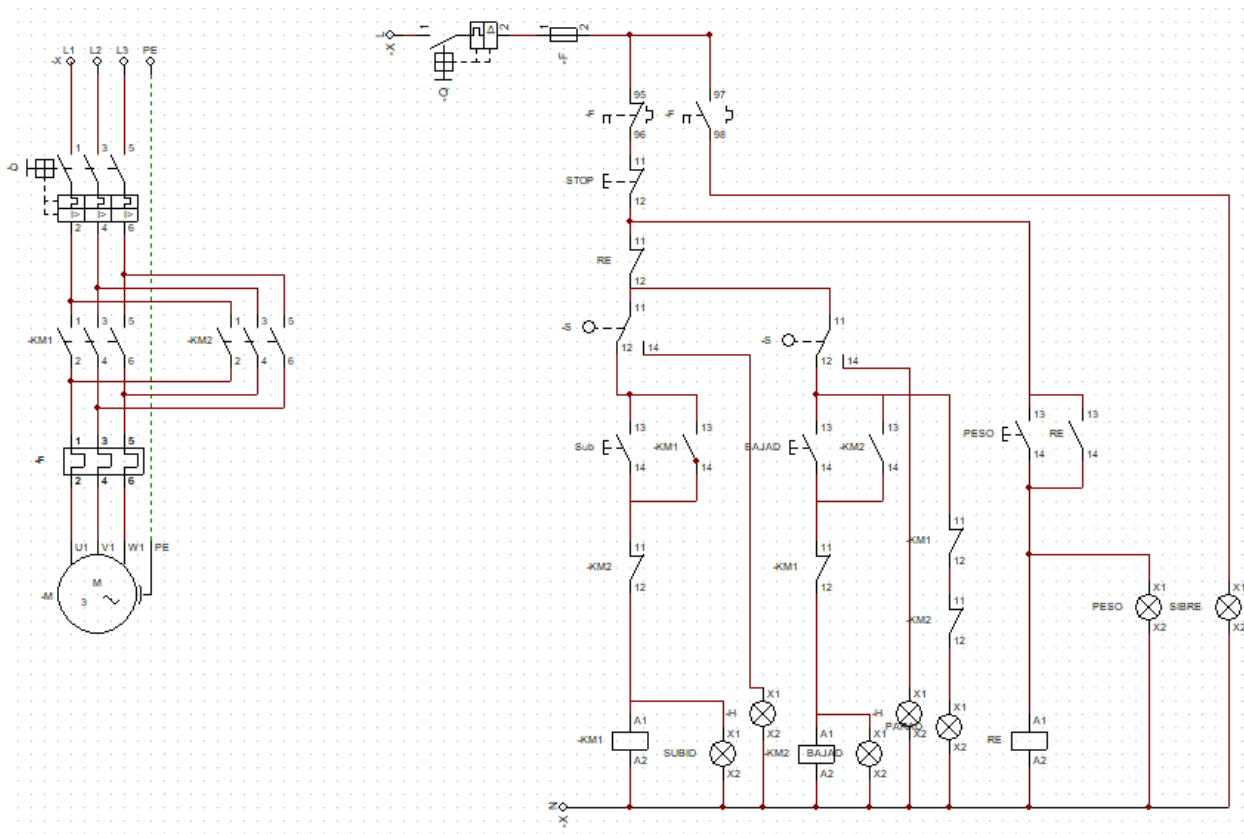 L -X 1 2 1 2 -F
-Q
-X L1 L2 L3 PE
95 97
-F -F
96 98
-Q 1 3 5
11
STOP
12
I> I> I>
2 4 6
11
RE
12
11 11
-S -S
12 14 12 14
1 3 5 1 3 5
-KM1 -KM2
2 4 6 2 4 6
13 13 13 13 13 13
Sub -KM1 BAJAD -KM2 PESO RE
14 14 14 14 14 14
1 3 5
-F
2 4 6
11 11 11
-KM2 -KM1 -KM1
12 12 12
U1 V1 W1 PE
-M M
3
11
-KM2
12
X1 X1
PESO SIBRE
X2 X2
X1 X1 X1
-H -H PARAD
X2 X2 X2
A1 X1 A1 X1 A1
-KM1 SUBID -KM2 BAJAD RE
A2 X2 A2 X2 A2
N
-X